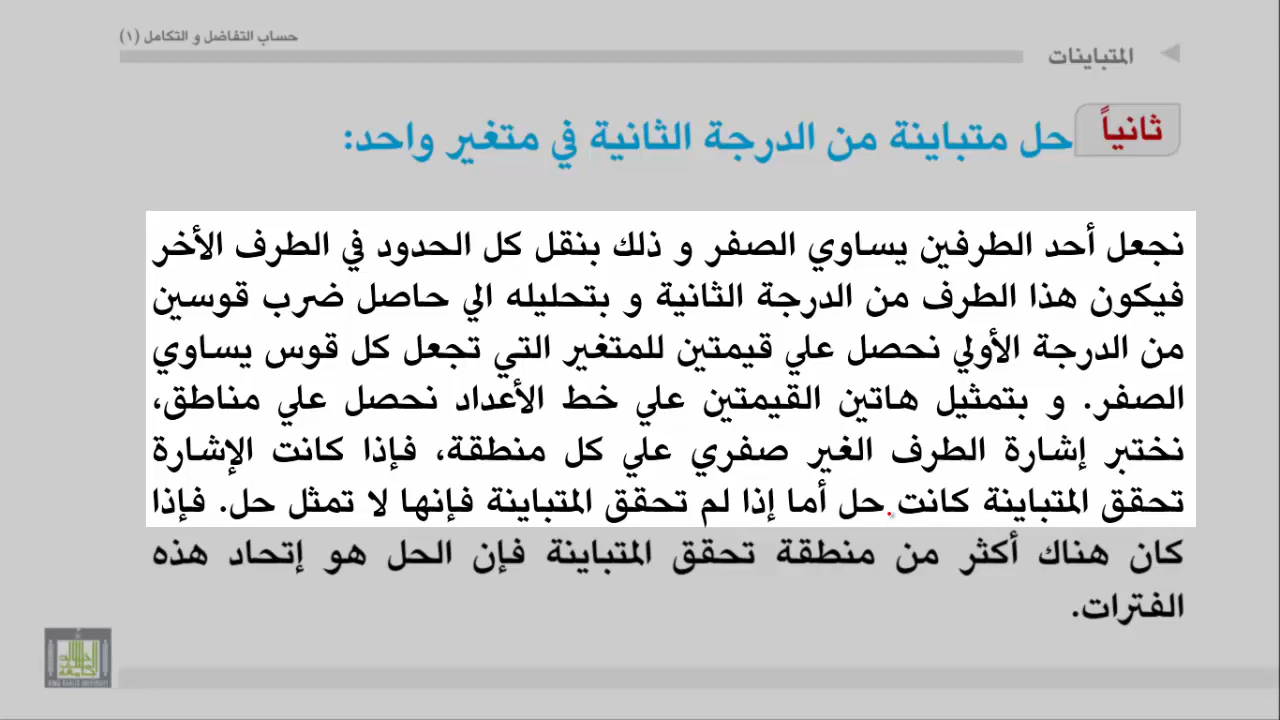 حساب التفاضل و التكامل (١)
المتباينات
ثانياً
حل متباينة من الدرجة الثانية في متغير واحد:
نجعل أحد الطرفين يساوي الصفر و ذلك بنقل كل الحدود في الطرف الأخر
فيكون هذا الطرف من الدرجة الثانية و بتحليله الي حاصل ضرب قوسين
من الدرجة الأولي نحصل علي قيمتين للمتغير التي تجعل كل قوس يساوي
الصفر. و بتمثيل هاتين القيمتين علي خط الأعداد نحصل علي مناطق،
نختبر إشارة الطرف الغير صفري علي كل منطقة، فإذا كانت الإشارة
تحقق المتباينة كانت حل أما إذا لم تحقق المتباينة فإنها لا تمثل حل. فإذا
كان هناك أكثر من منطقة تحقق المتباينة فإن الحل هو إتحاد هذه
الفترات.
KING KHALID UNIVERSITY